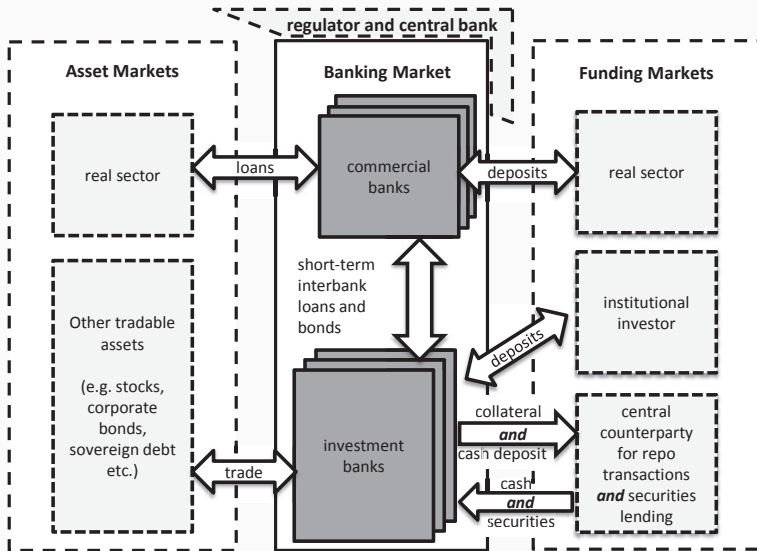 regulator and central bank
Asset Markets
Banking Market
Funding Markets
real sector
loans
commercial
banks
deposits
real sector
short-term
interbank
loans and
bonds
institutional
investor
deposits
Other tradable
assets
(e.g. stocks,
corporate
bonds,
sovereign debt
etc.)
trade
investment
banks
collateral
and
cash deposit
cash
and
securities
central
counterparty
for repo
transactions
and securities
lending